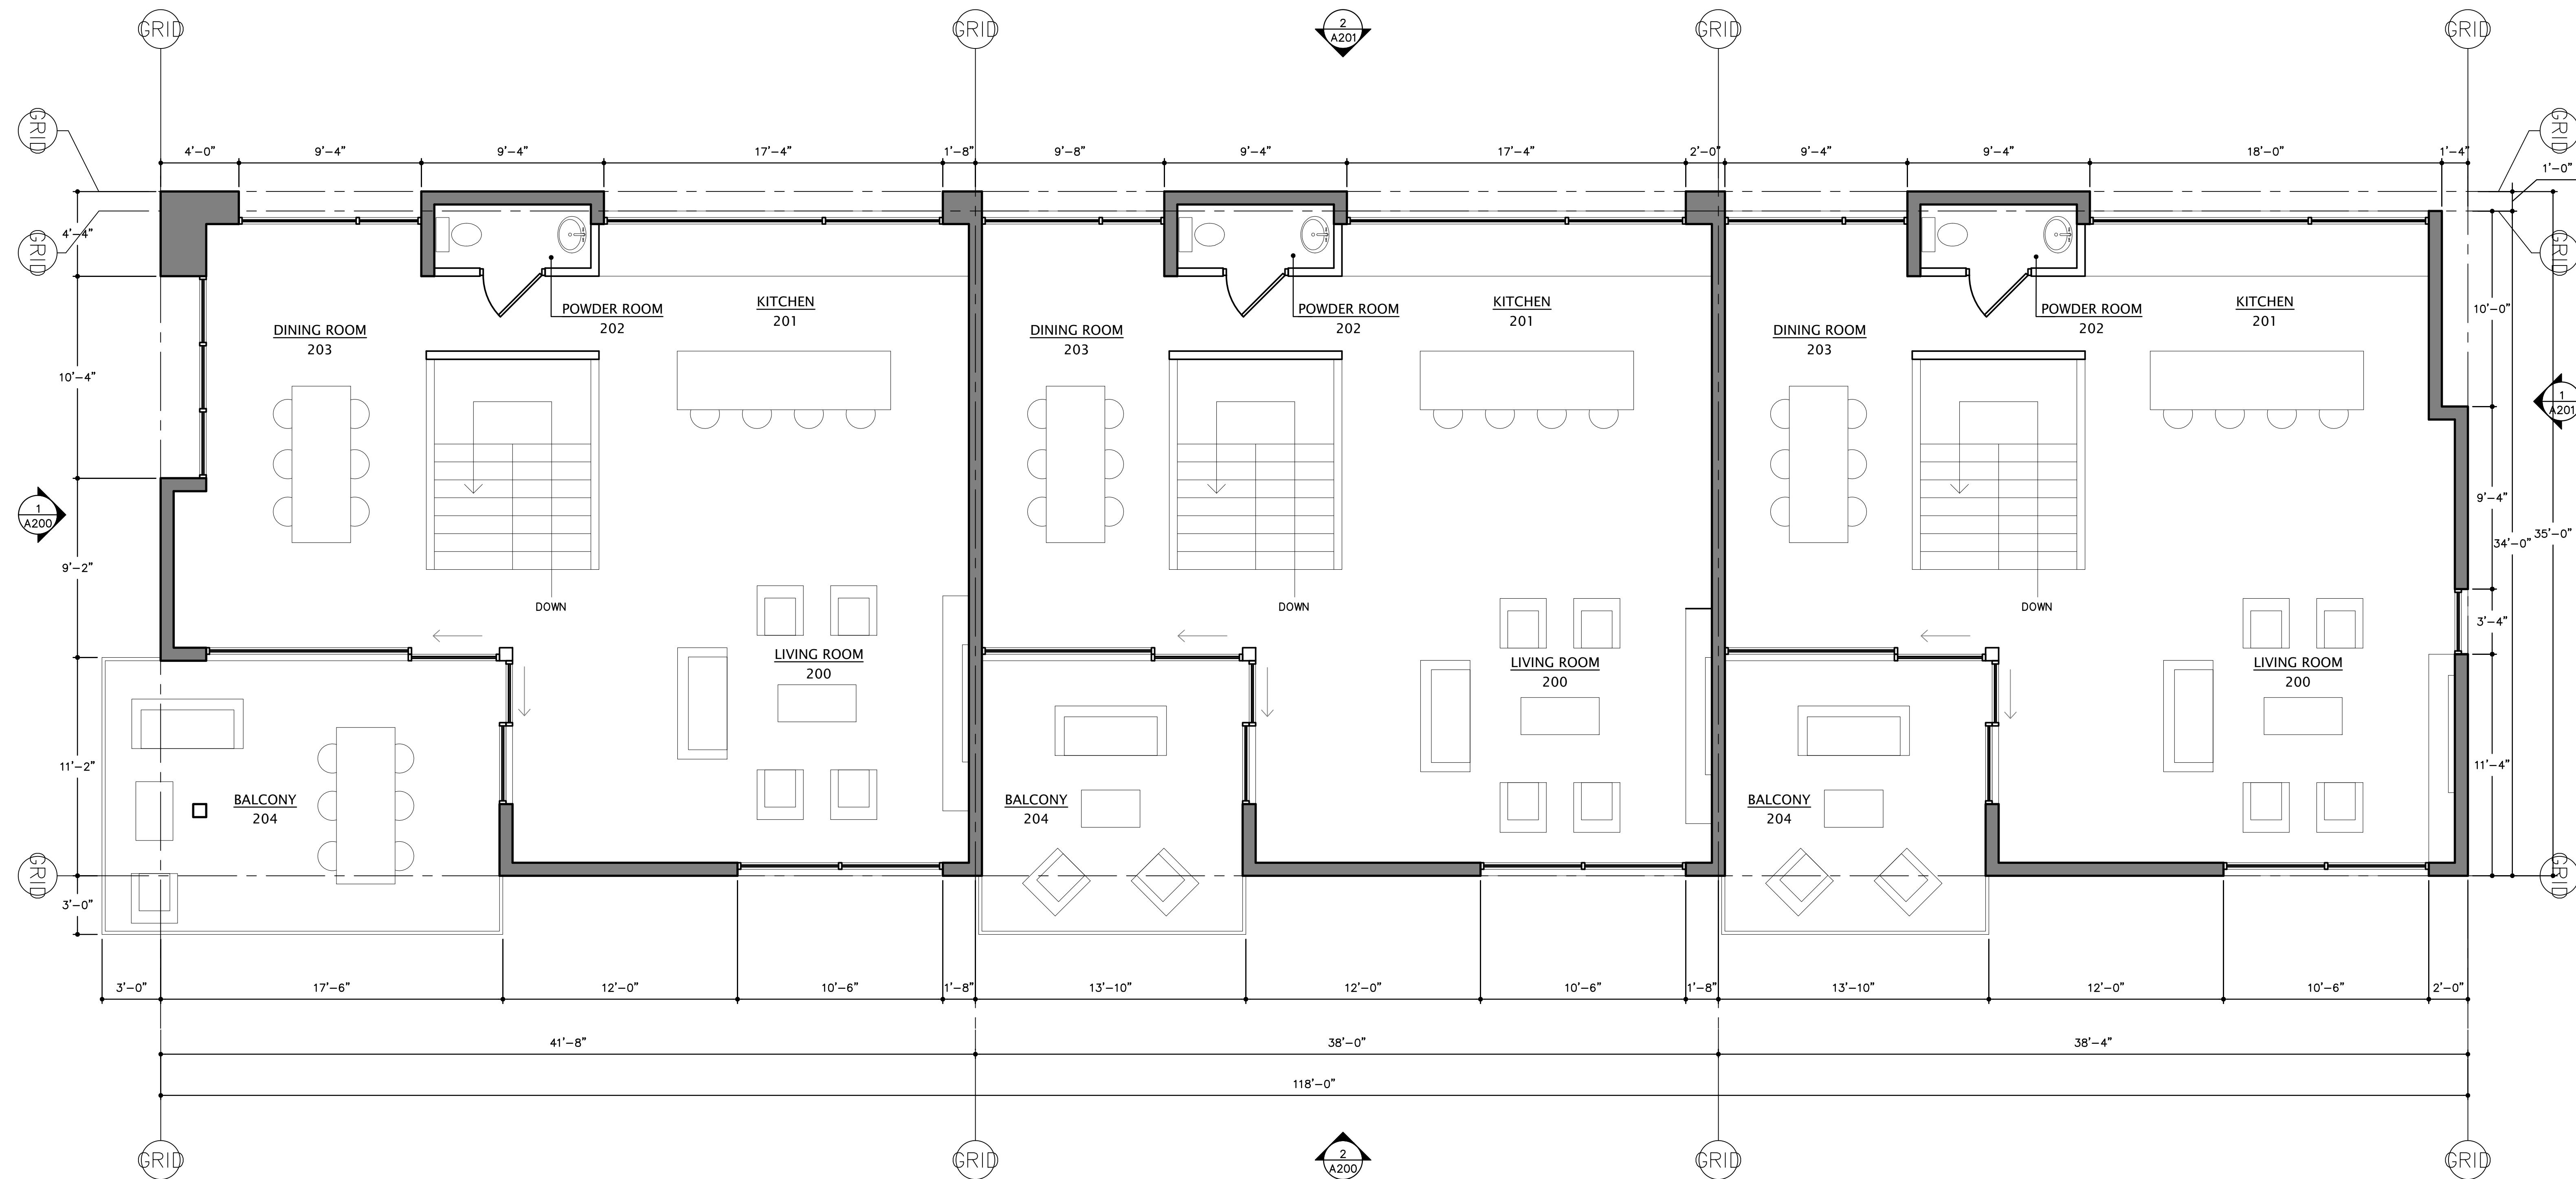 GRID
GRID
GRID
GRID
2
A201
GRID
GRID
4'-0"
9'-4"
9'-4"
17'-4"
1'-8"
9'-8"
9'-4"
17'-4"
2'-0"
9'-4"
9'-4"
18'-0"
1'-4"
1'-0"
4'-4"
GRID
GRID
DINING ROOM
203
POWDER ROOM
202
KITCHEN
201
DINING ROOM
203
POWDER ROOM
202
KITCHEN
201
DINING ROOM
203
POWDER ROOM
202
KITCHEN
201
10'-0"
10'-4"
1
A201
1
A200
9'-4"
34'-0"
35'-0"
9'-2"
DOWN
DOWN
DOWN
3'-4"
LIVING ROOM
200
LIVING ROOM
200
LIVING ROOM
200
11'-2"
11'-4"
BALCONY
204
BALCONY
204
BALCONY
204
GRID
GRID
3'-0"
3'-0"
17'-6"
12'-0"
10'-6"
1'-8"
13'-10"
12'-0"
10'-6"
1'-8"
13'-10"
12'-0"
10'-6"
2'-0"
41'-8"
38'-0"
38'-4"
118'-0"
GRID
GRID
2
A200
GRID
GRID